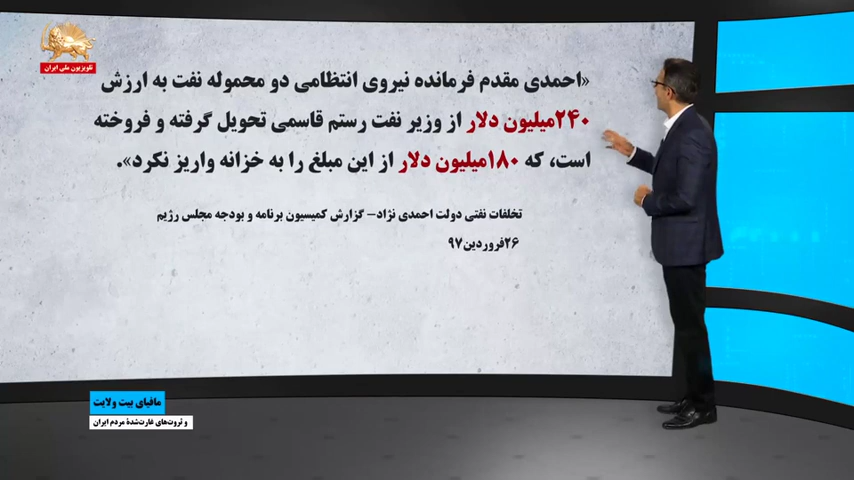 تلویزیون ملی ایران
«احمدی مقدم فرمانده نیروی انتظامی دو محموله نفت به ارزش
۲۴۰میلیون دلار از وزیر نفت رستم قاسمی تحویل گرفته و فروخته
است، که ۱۸۰میلیون دلار از این مبلغ را به خزانه واریز نکرد».
تخلفات نفتی دولت احمدی نژاد– گزارش کمیسیون برنامه و بودجه مجلس رژیم
۲۶فروردین۹۷
مافیای بیت ولایت
و ثروت‌های غارت‌شدهٔ مردم ایران